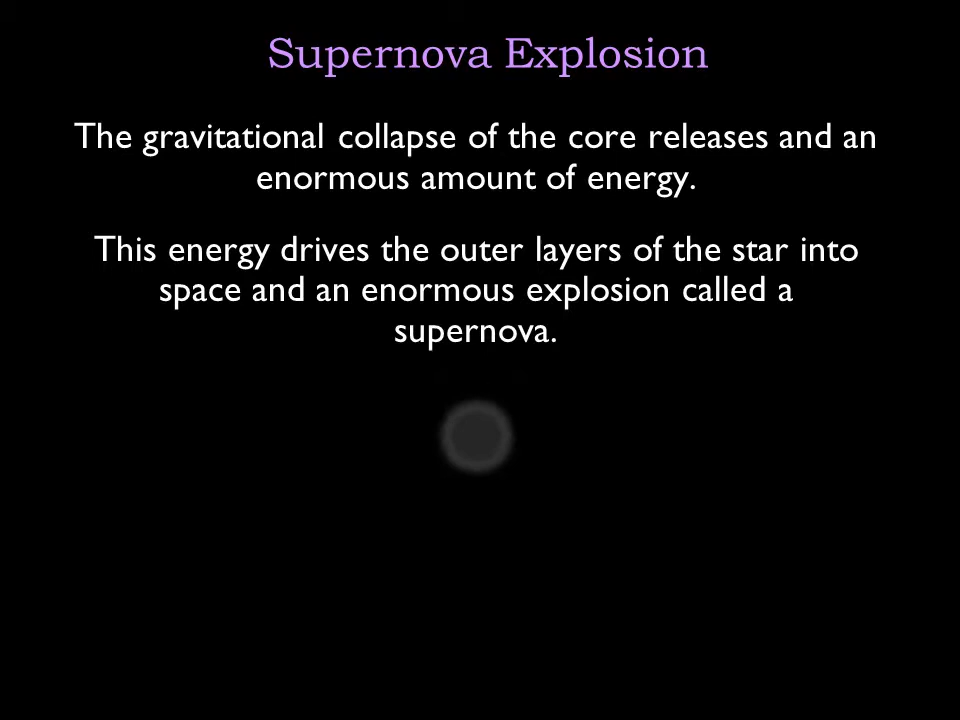 Supernova Explosion
The gravitational collapse of the core releases and an
enormous amount of energy.
This energy drives the outer layers of the star into
space and an enormous explosion called a
supernova.